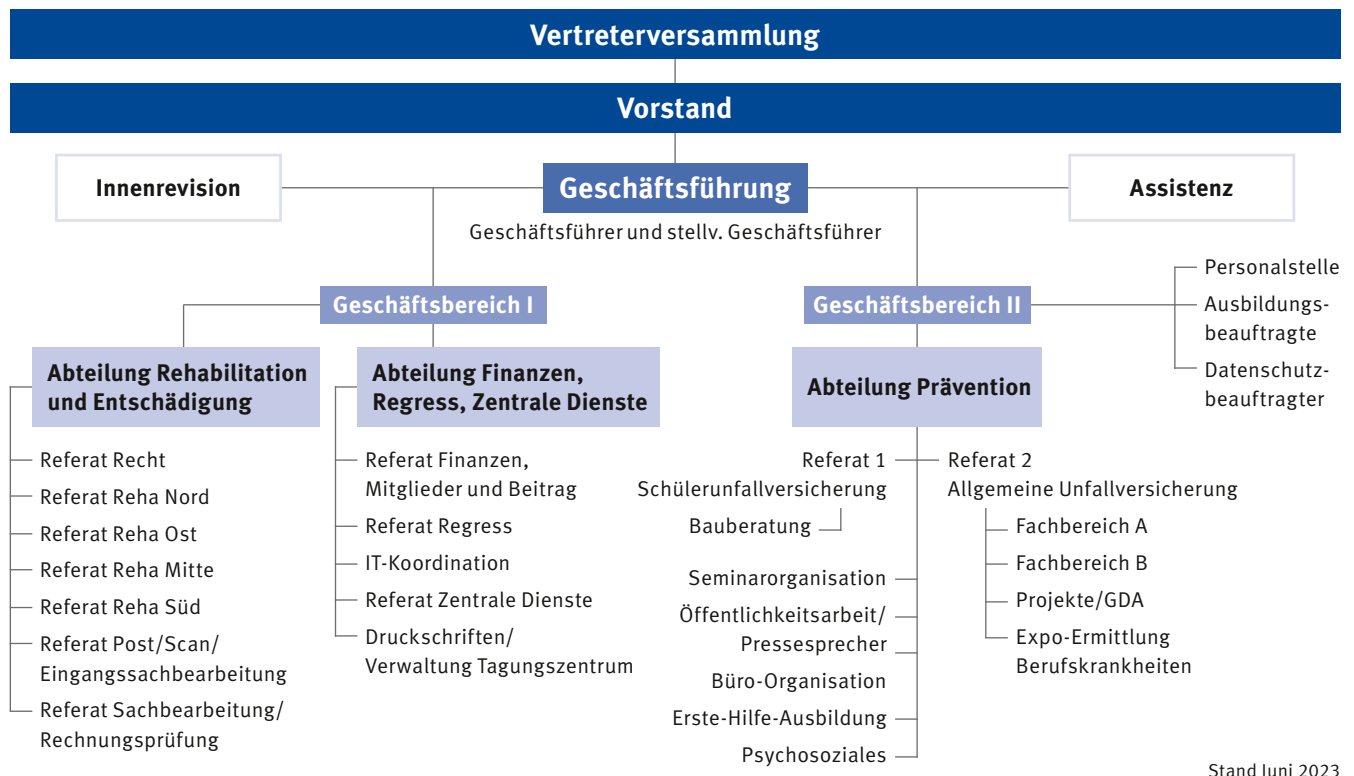 Vertreterversammlung
Vorstand
Innenrevision
Geschäftsführung
Assistenz
Geschäftsführer und stellv. Geschäftsführer
Geschäftsbereich I
Abteilung Rehabilitation
und Entschädigung
Referat Recht
Referat Reha Nord
Referat Reha Ost
Referat Reha Mitte
Referat Reha Süd
Referat Post/Scan/
Eingangssachbearbeitung
Referat Sachbearbeitung/
Rechnungsprüfung
Abteilung Finanzen,
Regress, Zentrale Dienste
Referat Finanzen,
Mitglieder und Beitrag
Referat Regress
IT-Koordination
Referat Zentrale Dienste
Druckschriften/
Verwaltung Tagungszentrum
Geschäftsbereich II
Personalstelle
Ausbildungs-
beauftragte
Datenschutz-
beauftragter
Abteilung Prävention
Referat 1
Schülerunfallversicherung
Bauberatung
Seminarorganisation
Öffentlichkeitsarbeit/
Pressesprecher
Büro-Organisation
Erste-Hilfe-Ausbildung
Psychosoziales
Referat 2
Allgemeine Unfallversicherung
Fachbereich A
Fachbereich B
Projekte/GDA
Expo-Ermittlung
Berufskrankheiten
Stand Juni 2023